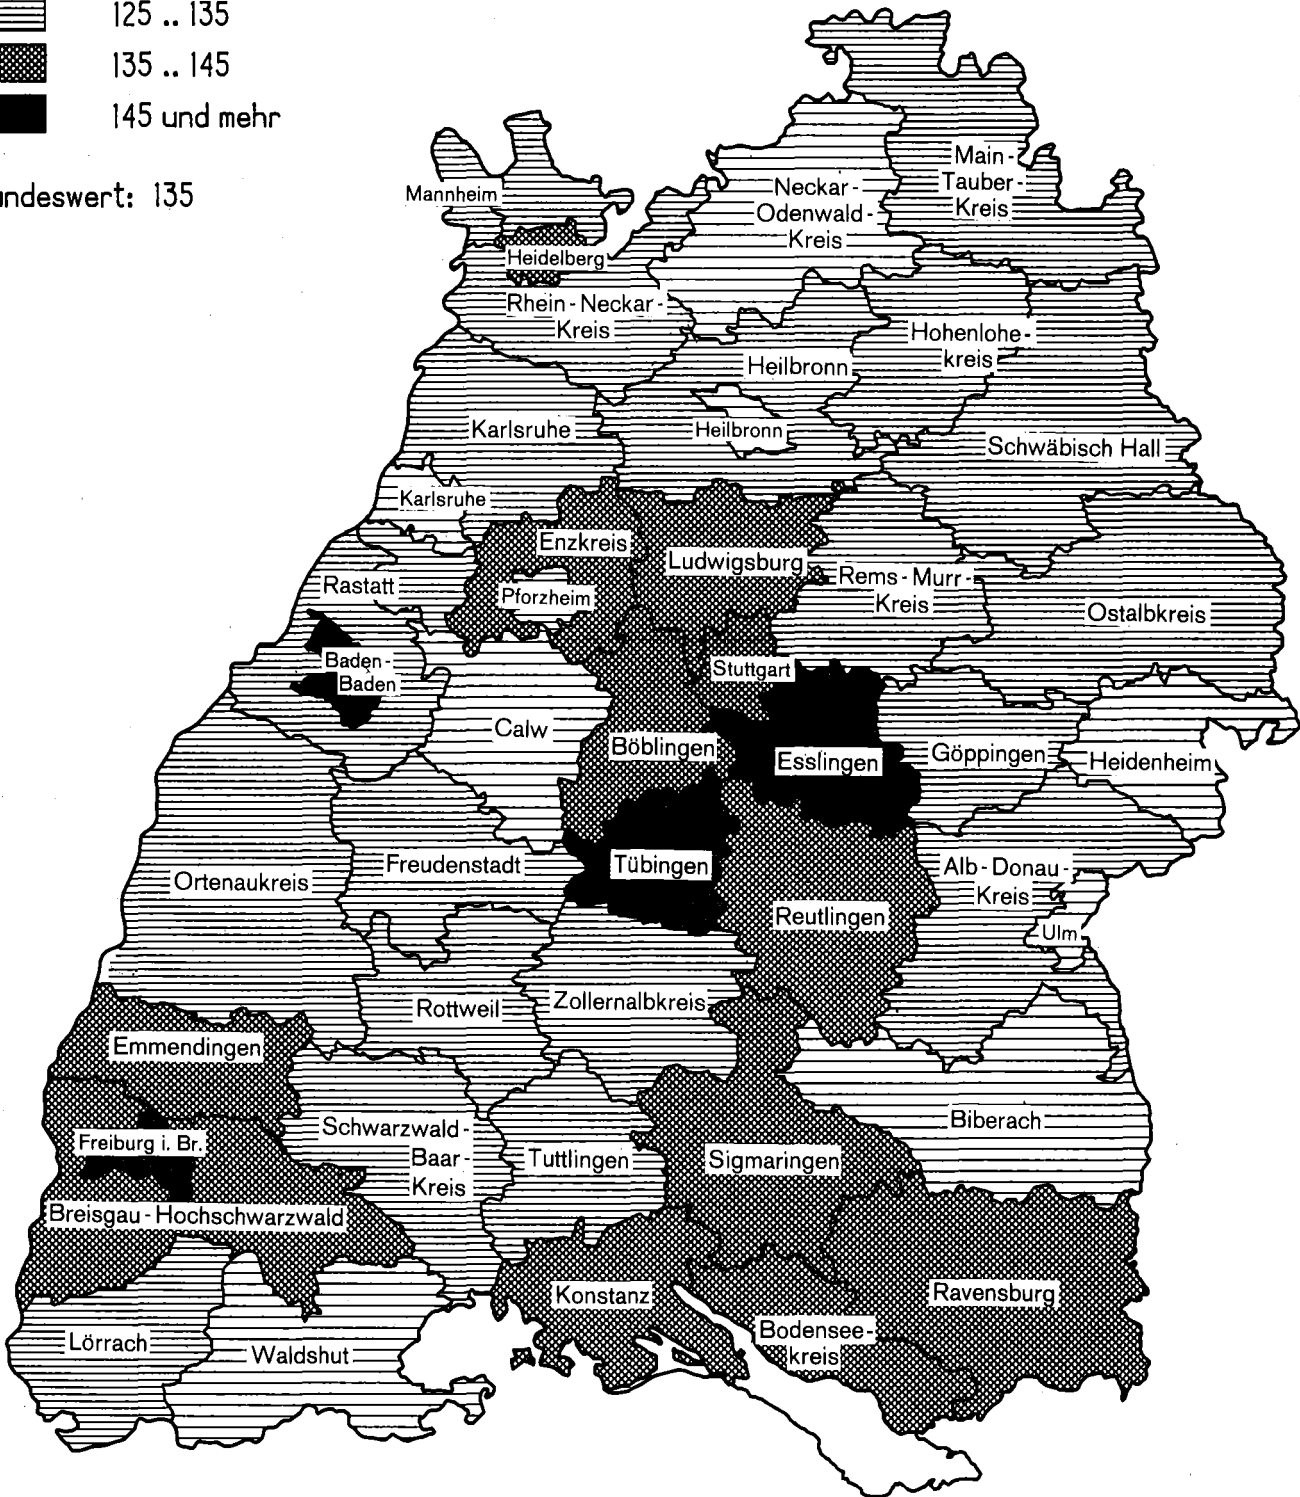 125 .. 135
135 .. 145
145 und mehr
undeswert: 135
Mannheim
Main-
Tauber-
Kreis
Neckar-
Odenwald-
Kreis
Heidelberg
Rhein-Neckar-
Kreis
Hohenlohe-
kreis
Heilbronn
Karlsruhe
Heilbronn
Schwäbisch Hall
Karlsruhe
Enzkreis
Ludwigsburg
Rastatt
Pforzheim
Rems-Murr-
Kreis
Ostalbkreis
Baden-
Baden
Stuttgart
Calw
Böblingen
Esslingen
Göppingen
Heidenheim
Freudenstadt
Tübingen
Alb-Donau-
Kreis
Ortenaukreis
Reutlingen
Ulm
Rottweil
Zollernalbkreis
Emmendingen
Biberach
Freiburg i. Br.
Schwarzwald-
Baar-
Kreis
Tuttlingen
Sigmaringen
Breisgau-Hochschwarzwald
Konstanz
Ravensburg
Bodensee-
kreis
Lörrach
Waldshut